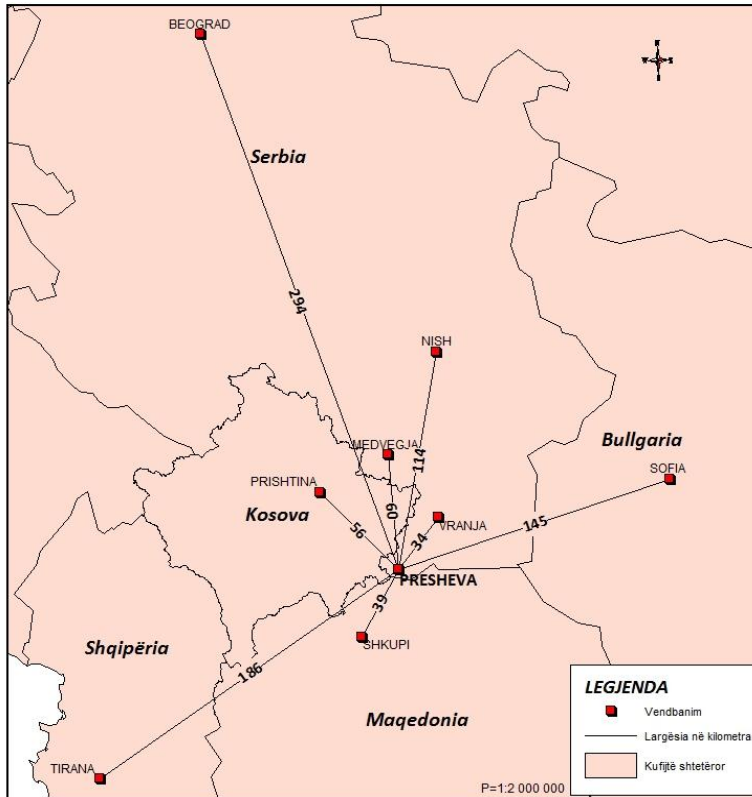 BEOGRAD
Serbia
294
NISH
MEDVEGJA
114
Bullgaria
SOFIA
PRISHTINA
60
VRANJA
Kosova
56
34
145
PRESHEVA
39
SHKUPI
Shqipëria
186
Maqedonia
TIRANA
LEGJENDA
Vendbanim
Largësia në kilometra
Kufijtë shtetëror
P=1:2 000 000